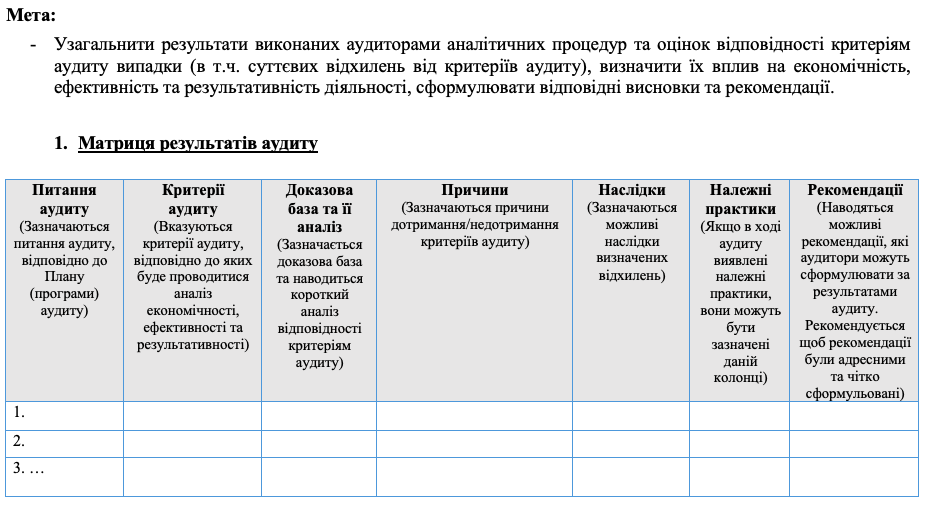 Мета:
- Узагальнити результати виконаних аудиторами аналітичних процедур та оцінок відповідності критеріям
аудиту випадки (в т.ч. суттєвих відхилень від критеріїв аудиту), визначити їх вплив на економічність,
ефективність та результативність діяльності, сформулювати відповідні висновки та рекомендації.
1. Матриця результатів аудиту
Питання
аудиту
(Зазначаються
питання аудиту,
відповідно до
Плану
(програми)
аудиту)
Критерії
аудиту
(Вказуються
критерії аудиту,
відповідно до яких
буде проводитися
аналіз
економічності,
ефективності та
результативності)
Доказова
база та її
аналіз
(Зазначається
доказова база
та наводиться
короткий
аналіз
відповідності
критеріям
аудиту)
Причини
(Зазначаються причини
дотримання/недотримання
критеріїв аудиту)
Наслідки
(Зазначаються
можливі
наслідки
визначених
відхилень)
Належні
практики
(Якщо в ході
аудиту
виявлені
належні
практики,
вони можуть
бути
зазначені
даній
колонці)
Рекомендації
(Наводяться
можливі
рекомендації, які
аудитори можуть
сформулювати за
результатами
аудиту.
Рекомендується
щоб рекомендації
були адресними
та чітко
сформульовані)
1.
2.
3. …